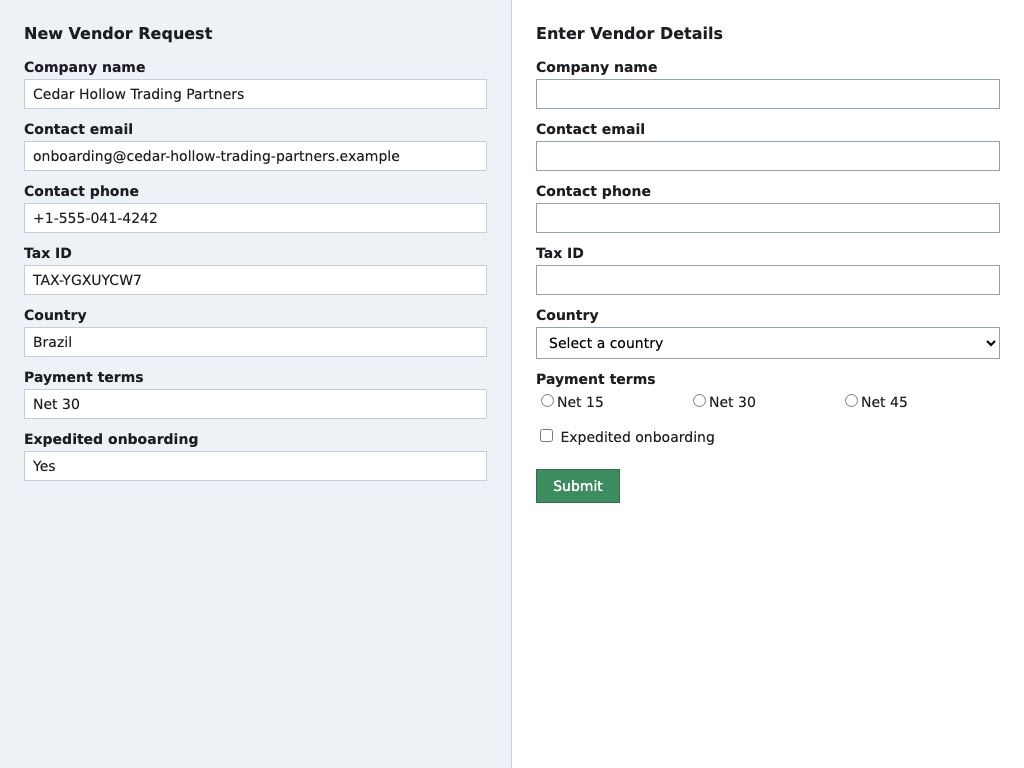 New Vendor Request
Company name
Cedar Hollow Trading Partners
Contact email
onboarding@cedar-hollow-trading-partners.example
Contact phone
+1-555-041-4242
Tax ID
TAX-YGXUYCW7
Country
Brazil
Payment terms
Net 30
Expedited onboarding
Yes
Enter Vendor Details
Company name
Contact email
Contact phone
Tax ID
Country
Select a country
Payment terms
Net 15 Net 30 Net 45
Expedited onboarding
Submit